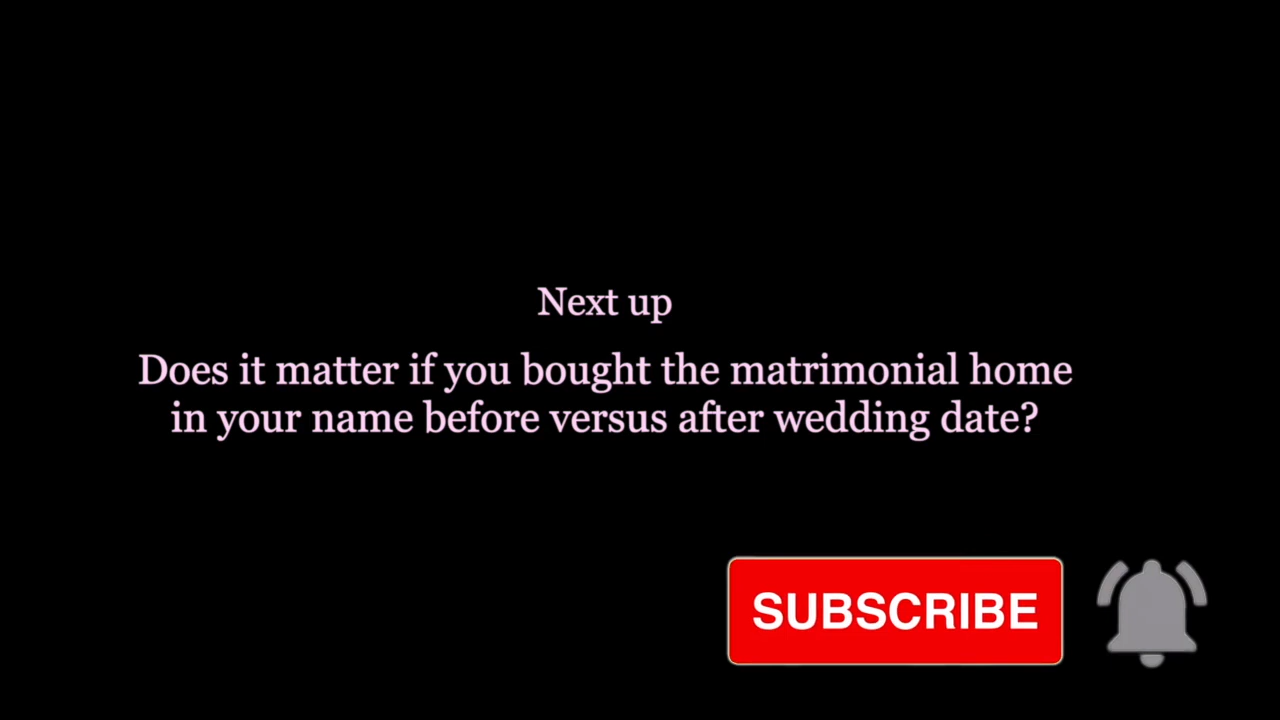 Next up
Does it matter if you bought the matrimonial home
in your name before versus after wedding date?
SUBSCRIBE